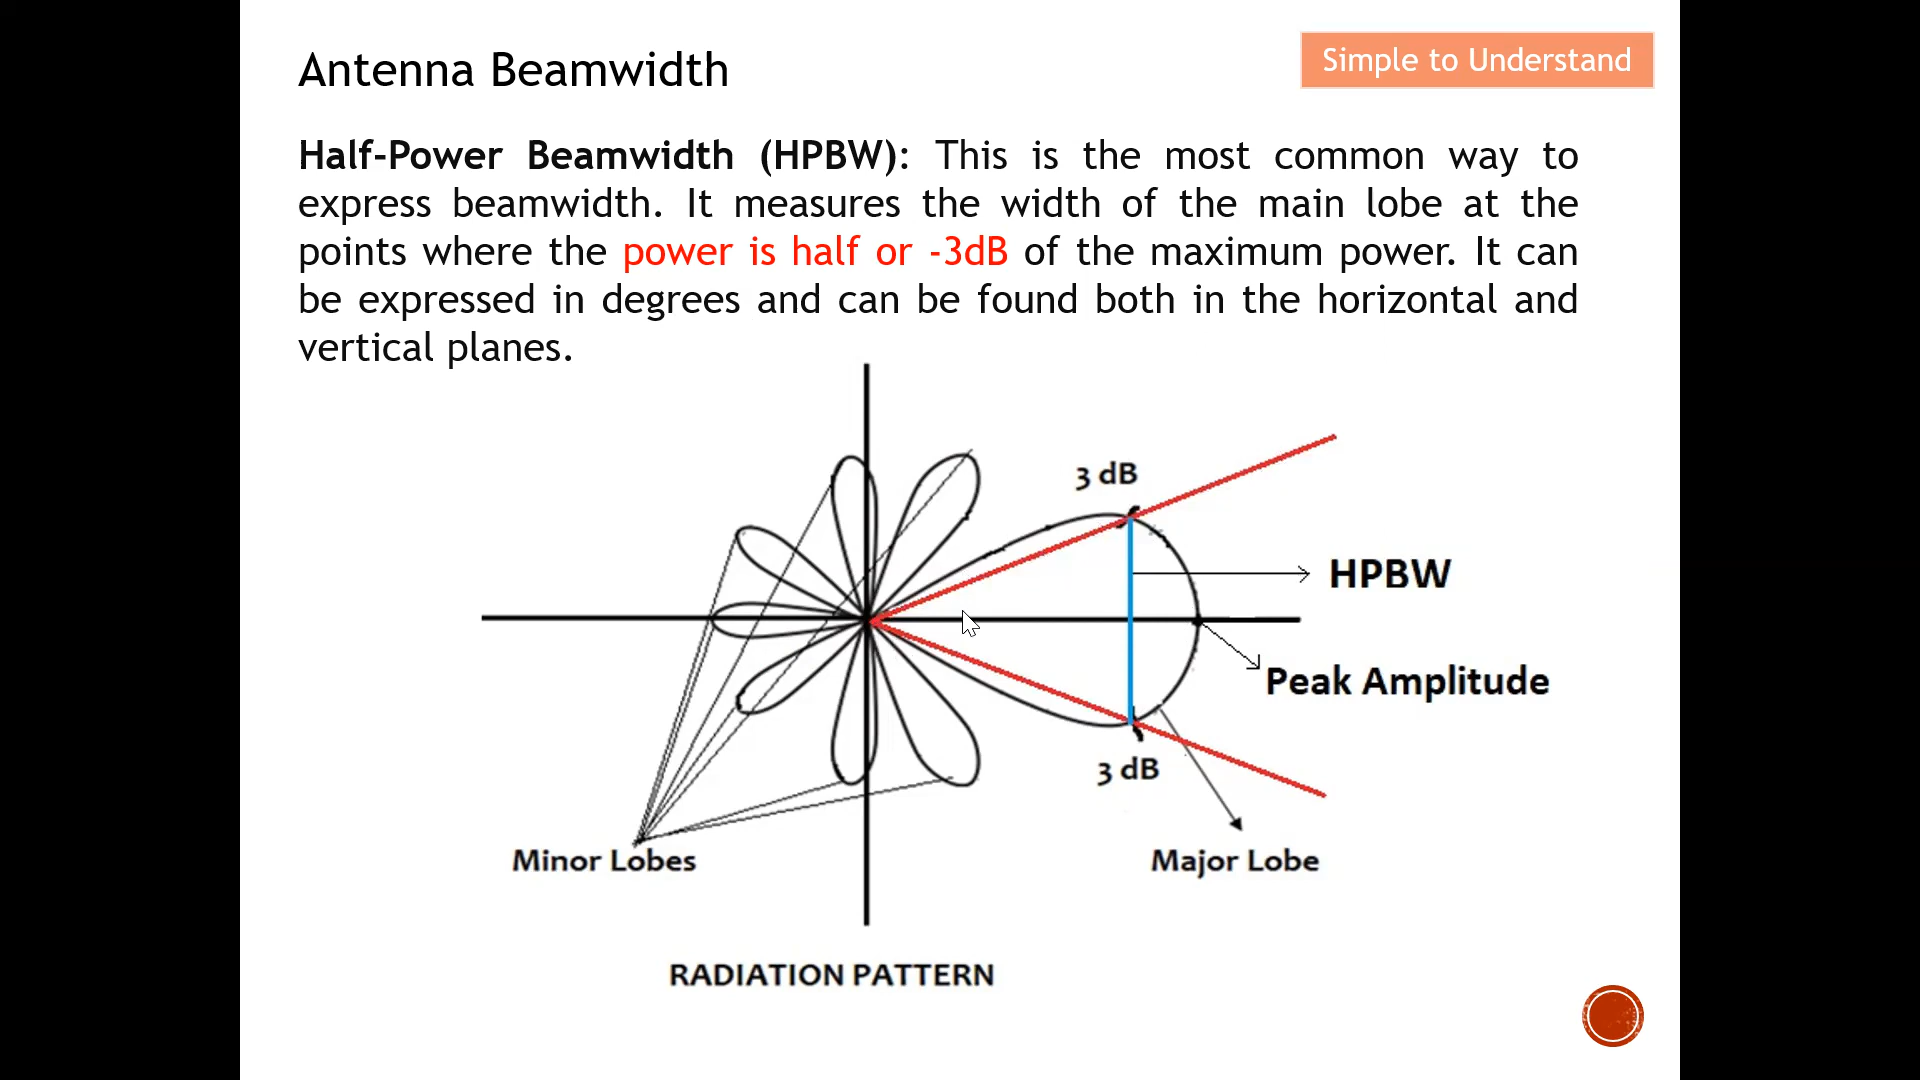 Antenna Beamwidth
Simple to Understand
Half-Power Beamwidth (HPBW): This is the most common way to
express beamwidth. It measures the width of the main lobe at the
points where the power is half or -3dB of the maximum power. It can
be expressed in degrees and can be found both in the horizontal and
vertical planes.
3 dB
HPBW
Peak Amplitude
3 dB
Minor Lobes
Major Lobe
RADIATION PATTERN